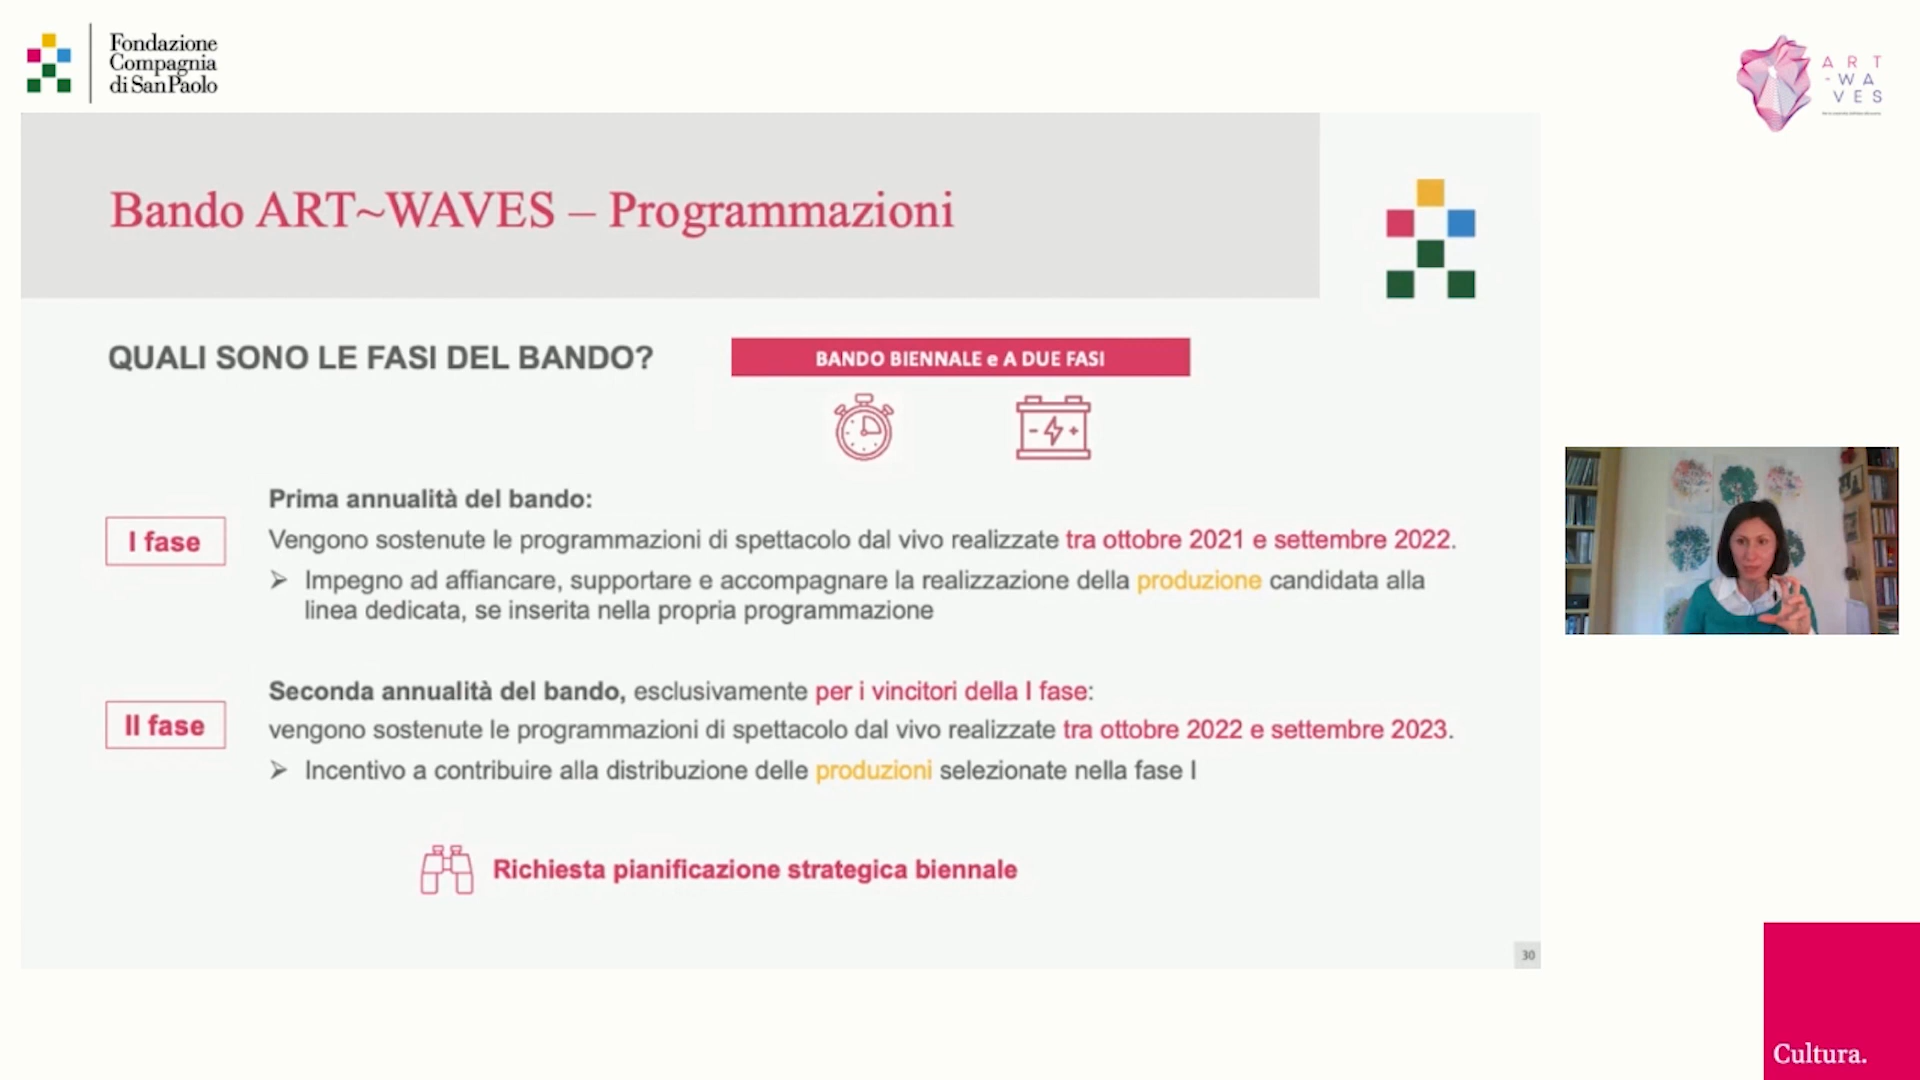 Fondazione
Compagnia
di San Paolo
ART
-WA
VES
Bando ART~WAVES – Programmazioni
QUALI SONO LE FASI DEL BANDO?
BANDO BIENNALE e A DUE FASI
Prima annualità del bando:
I fase
Vengono sostenute le programmazioni di spettacolo dal vivo realizzate tra ottobre 2021 e settembre 2022.
➢ Impegno ad affiancare, supportare e accompagnare la realizzazione della produzione candidata alla
linea dedicata, se inserita nella propria programmazione
Seconda annualità del bando, esclusivamente per i vincitori della I fase:
II fase
vengono sostenute le programmazioni di spettacolo dal vivo realizzate tra ottobre 2022 e settembre 2023.
➢ Incentivo a contribuire alla distribuzione delle produzioni selezionate nella fase I
Richiesta pianificazione strategica biennale
30
Cultura.